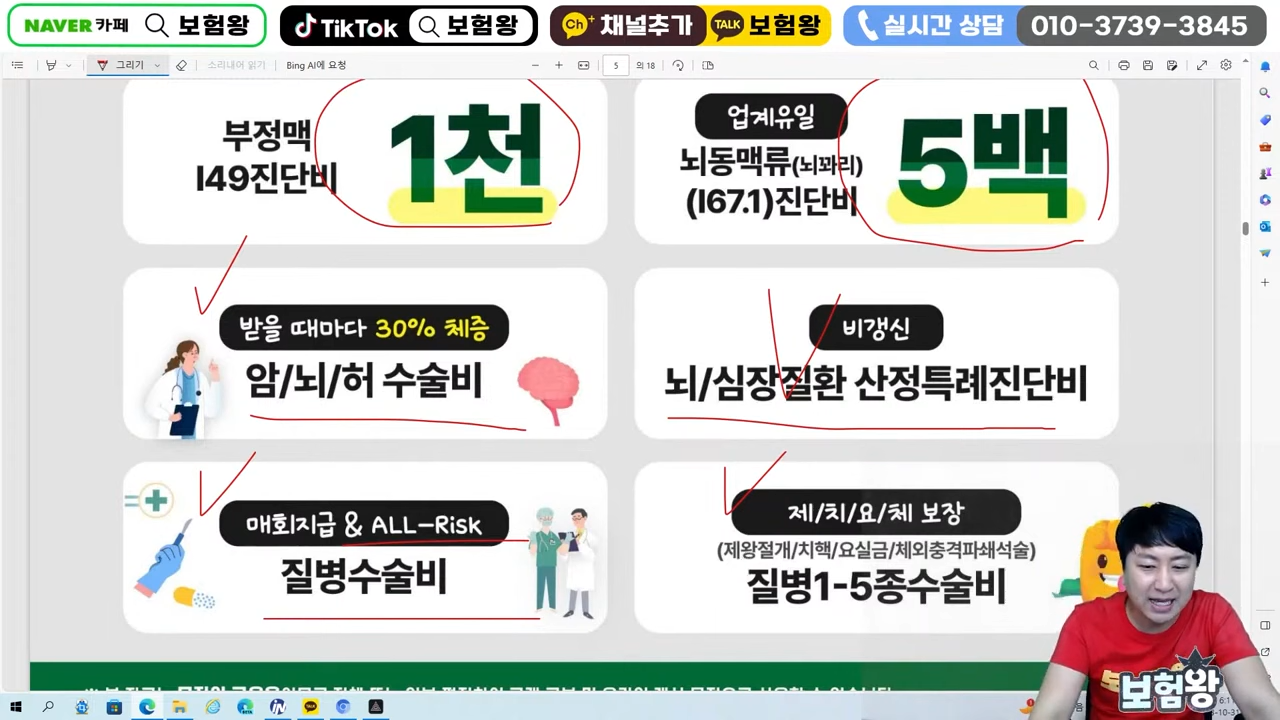 NAVER 카페 보험왕
TikTok 보험왕
Ch+ 채널추가 TALK 보험왕
실시간 상담 010-3739-3845
그리기
소리내어 읽기
Bing AI에 요청
5 의 18
부정맥
I49진단비
1천
업계유일
뇌동맥류(뇌꽈리)
(I67.1)진단비
5백
받을 때마다 30% 체증
암/뇌/허 수술비
비갱신
뇌/심장질환 산정특례진단비
매회지급 & ALL-Risk
질병수술비
제/치/요/체 보장
(제왕절개/치핵/요실금/체외충격파쇄석술)
질병1-5종수술비
보험왕